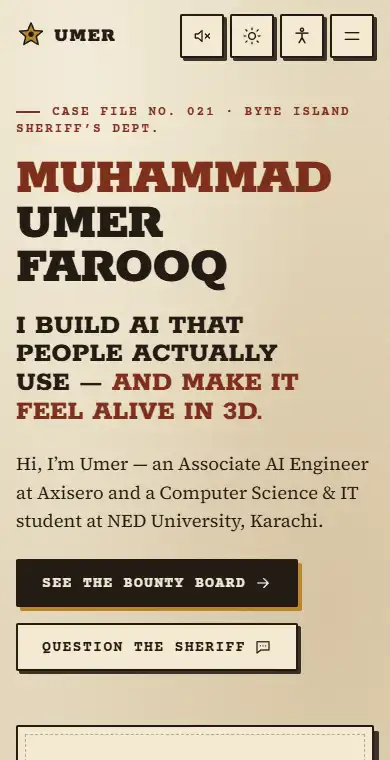 UMER
CASE FILE NO. 021 · BYTE ISLAND
SHERIFF'S DEPT.
MUHAMMAD
UMER
FAROOQ
I BUILD AI THAT
PEOPLE ACTUALLY
USE — AND MAKE IT
FEEL ALIVE IN 3D.
Hi, I'm Umer — an Associate AI Engineer
at Axisero and a Computer Science & IT
student at NED University, Karachi.
SEE THE BOUNTY BOARD →
QUESTION THE SHERIFF